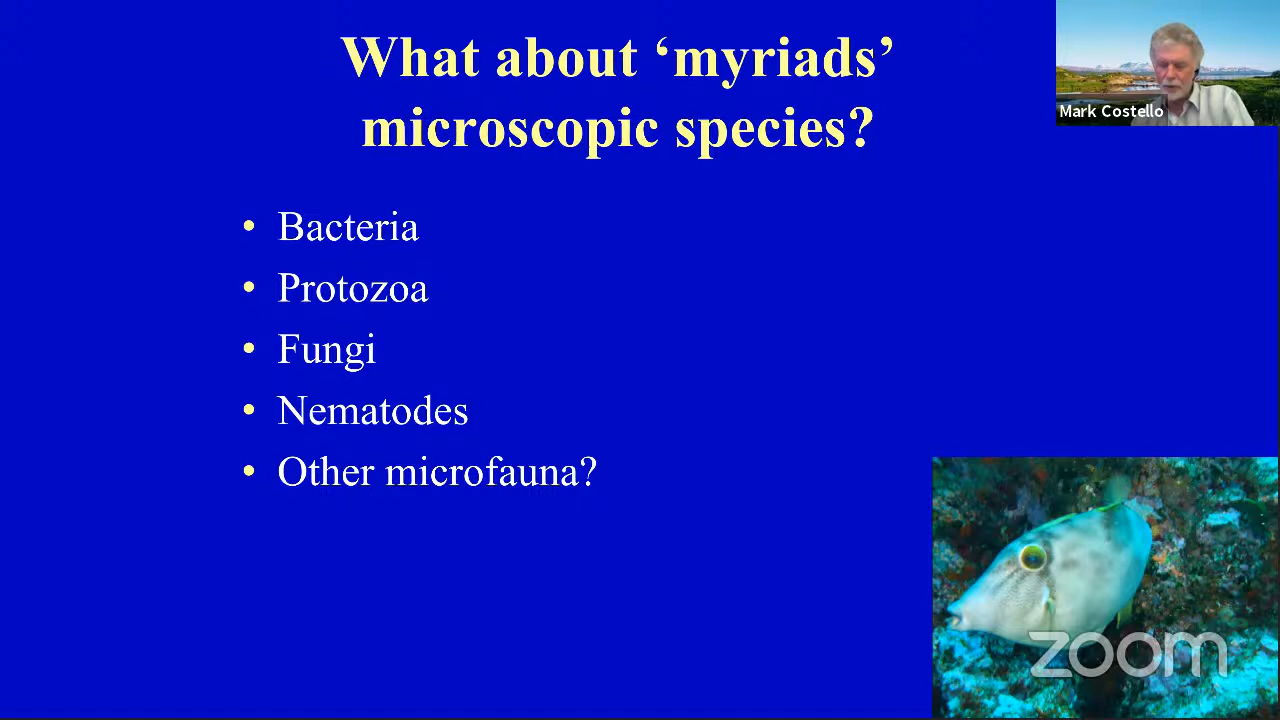 What about ‘myriads’
microscopic species?
Mark Costello
• Bacteria
• Protozoa
• Fungi
• Nematodes
• Other microfauna?
zoom